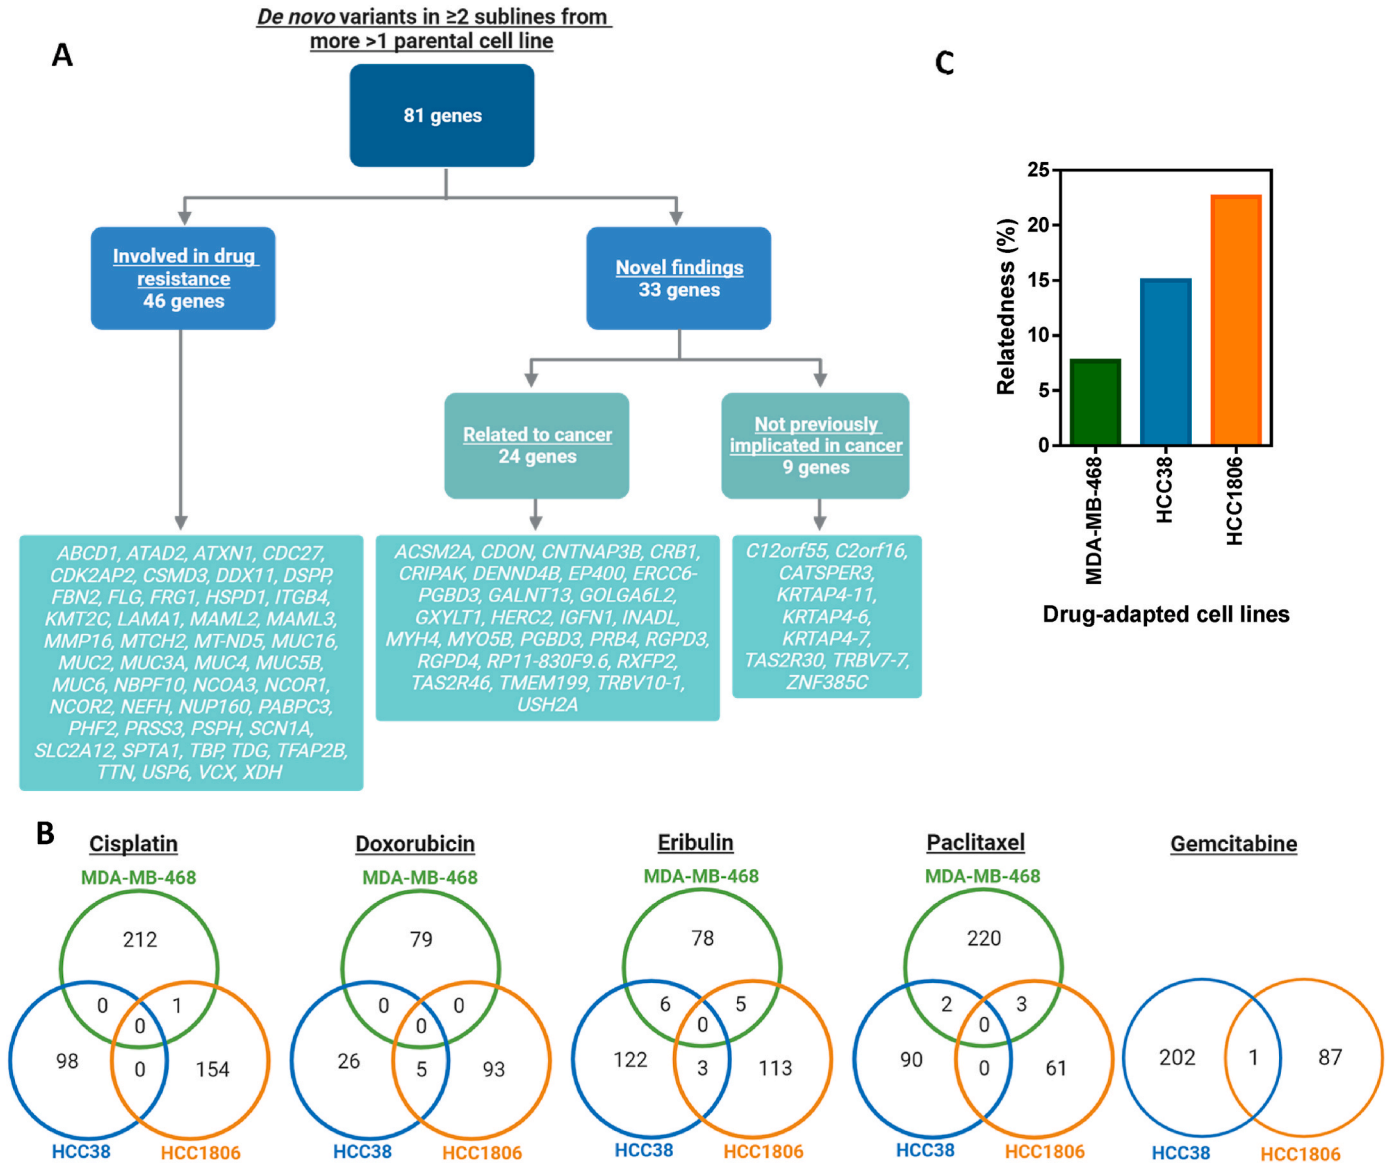 De novo variants in ≥2 sublines from
more >1 parental cell line
A
81 genes
Involved in drug
resistance
46 genes
Novel findings
33 genes
Related to cancer
24 genes
Not previously
implicated in cancer
9 genes
ABCD1, ATAD2, ATXN1, CDC27,
CDK2AP2, CSMD3, DDX11, DSPP,
FBN2, FLG, FRG1, HSPD1, ITGB4,
KMT2C, LAMA1, MAML2, MAML3,
MMP16, MTCH2, MT-ND5, MUC16,
MUC2, MUC3A, MUC4, MUC5B,
MUC6, NBPF10, NCOA3, NCOR1,
NCOR2, NEFH, NUP160, PABPC3,
PHF2, PRSS3, PSPH, SCN1A,
SLC2A12, SPTA1, TBP, TDG, TFAP2B,
TTN, USP6, VCX, XDH
ACSM2A, CDON, CNTNAP3B, CRB1,
CRIPAK, DENND4B, EP400, ERCC6-
PGBD3, GALNT13, GOLGA6L2,
GXYLT1, HERC2, IGFN1, INADL,
MYH4, MYO5B, PGBD3, PRB4, RGPD3,
RGPD4, RP11-830F9.6, RXFP2,
TAS2R46, TMEM199, TRBV10-1,
USH2A
C12orf55, C2orf16,
CATSPER3,
KRTAP4-11,
KRTAP4-6,
KRTAP4-7,
TAS2R30, TRBV7-7,
ZNF385C
C
Relatedness (%)
25
20
15
10
5
0
MDA-MB-468
HCC38
HCC1806
Drug-adapted cell lines
B
Cisplatin
MDA-MB-468
212
0
1
0
98
0
154
HCC38
HCC1806
Doxorubicin
MDA-MB-468
79
0
0
0
26
5
93
HCC38
HCC1806
Eribulin
MDA-MB-468
78
6
5
0
122
3
113
HCC38
HCC1806
Paclitaxel
MDA-MB-468
220
2
3
0
90
0
61
HCC38
HCC1806
Gemcitabine
202
1
87
HCC38
HCC1806